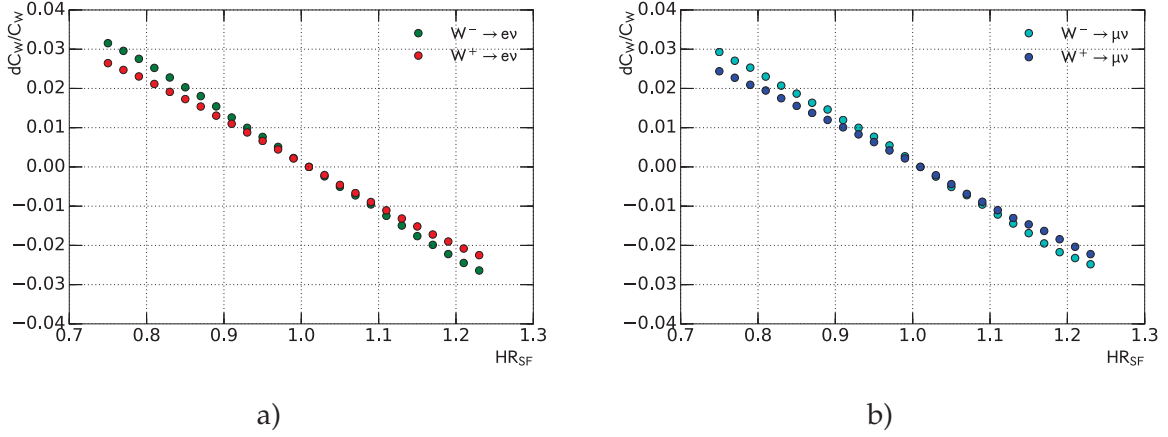 dC_W/C_W
0.04
0.03
0.02
0.01
0.00
−0.01
−0.02
−0.03
−0.04
0.7 0.8 0.9 1.0 1.1 1.2 1.3
HR_SF
W⁻ → eν
W⁺ → eν
a)
dC_W/C_W
0.04
0.03
0.02
0.01
0.00
−0.01
−0.02
−0.03
−0.04
0.7 0.8 0.9 1.0 1.1 1.2 1.3
HR_SF
W⁻ → μν
W⁺ → μν
b)